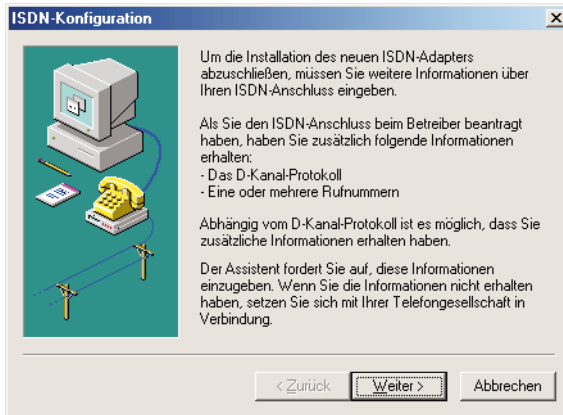 ISDN-Konfiguration
Um die Installation des neuen ISDN-Adapters
abzuschließen, müssen Sie weitere Informationen über
Ihren ISDN-Anschluss eingeben.
Als Sie den ISDN-Anschluss beim Betreiber beantragt
haben, haben Sie zusätzlich folgende Informationen
erhalten:
- Das D-Kanal-Protokoll
- Eine oder mehrere Rufnummern
Abhängig vom D-Kanal-Protokoll ist es möglich, dass Sie
zusätzliche Informationen erhalten haben.
Der Assistent fordert Sie auf, diese Informationen
einzugeben. Wenn Sie die Informationen nicht erhalten
haben, setzen Sie sich mit Ihrer Telefongesellschaft in
Verbindung.
< Zurück
Weiter >
Abbrechen